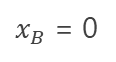 x_B = 0